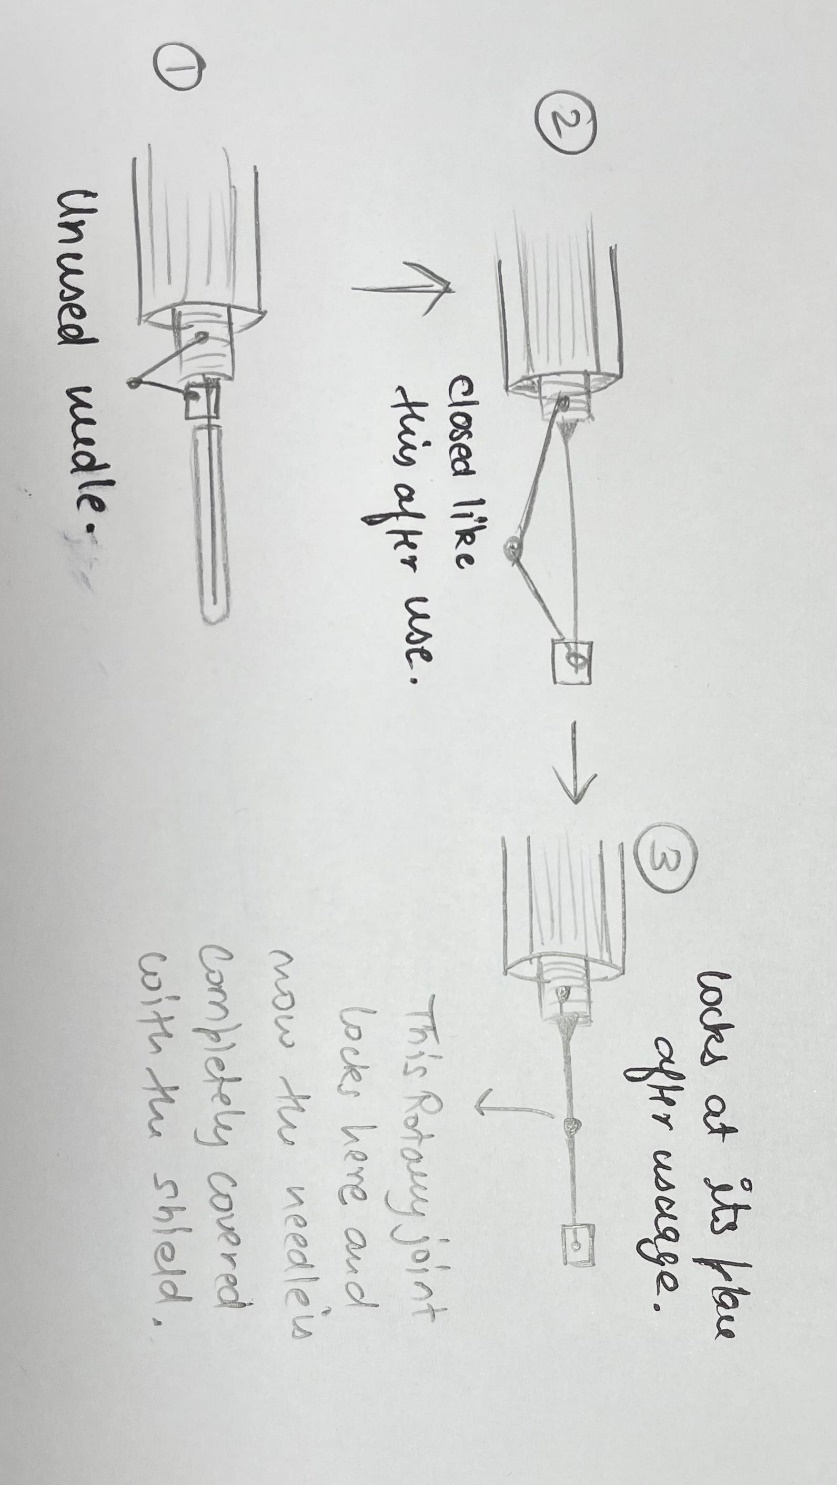 ①
Unused needle.
②
closed like
this after use.
③
locks at its place
after usage.
This Rotary joint
locks here and
now the needle is
completely covered
with the shield.